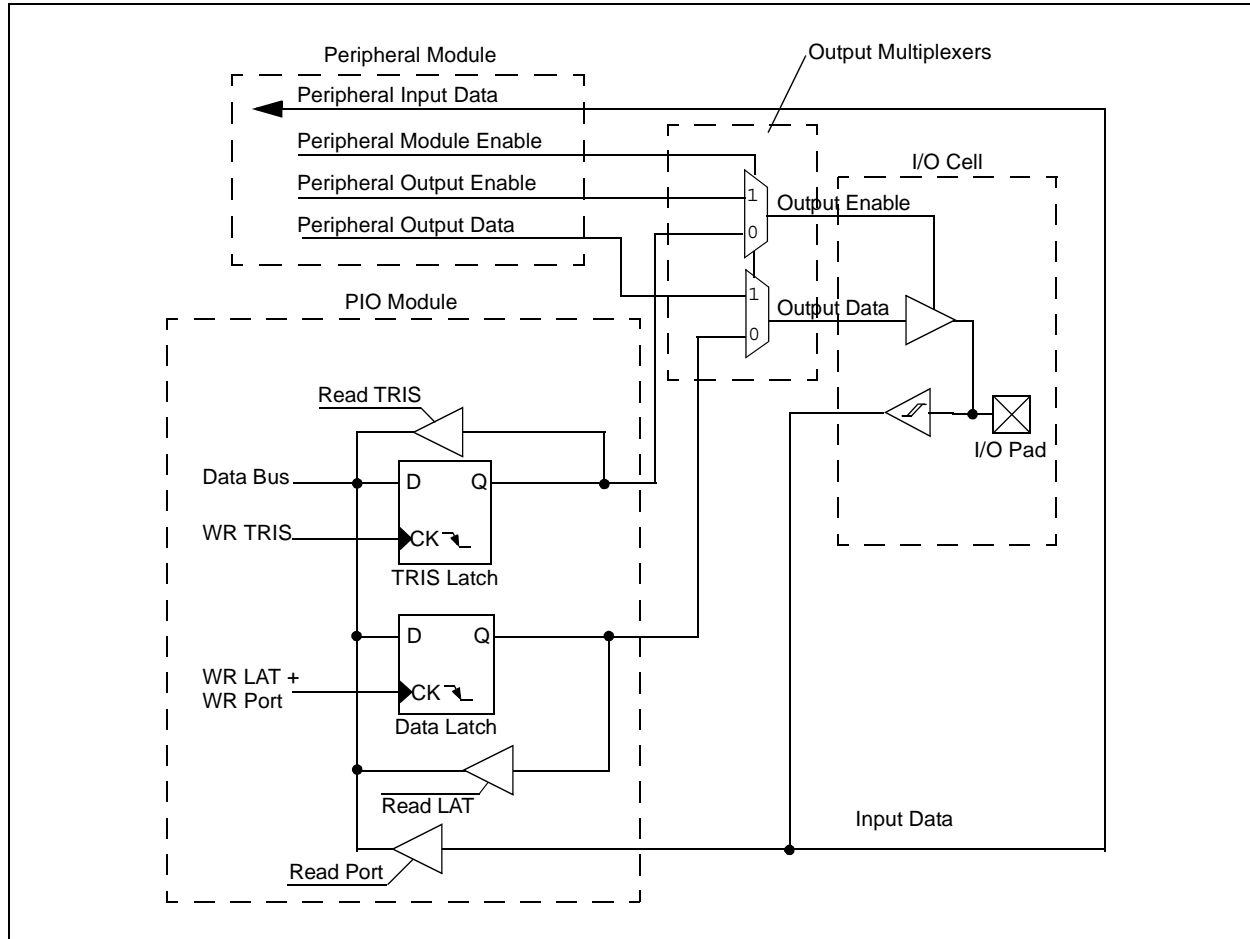 Peripheral Module
Output Multiplexers
Peripheral Input Data
Peripheral Module Enable
I/O Cell
Peripheral Output Enable
1
Output Enable
Peripheral Output Data
0
1
PIO Module
Output Data
0
Read TRIS
I/O Pad
Data Bus
D
Q
WR TRIS
CK
TRIS Latch
D
Q
WR LAT +
WR Port
CK
Data Latch
Read LAT
Input Data
Read Port